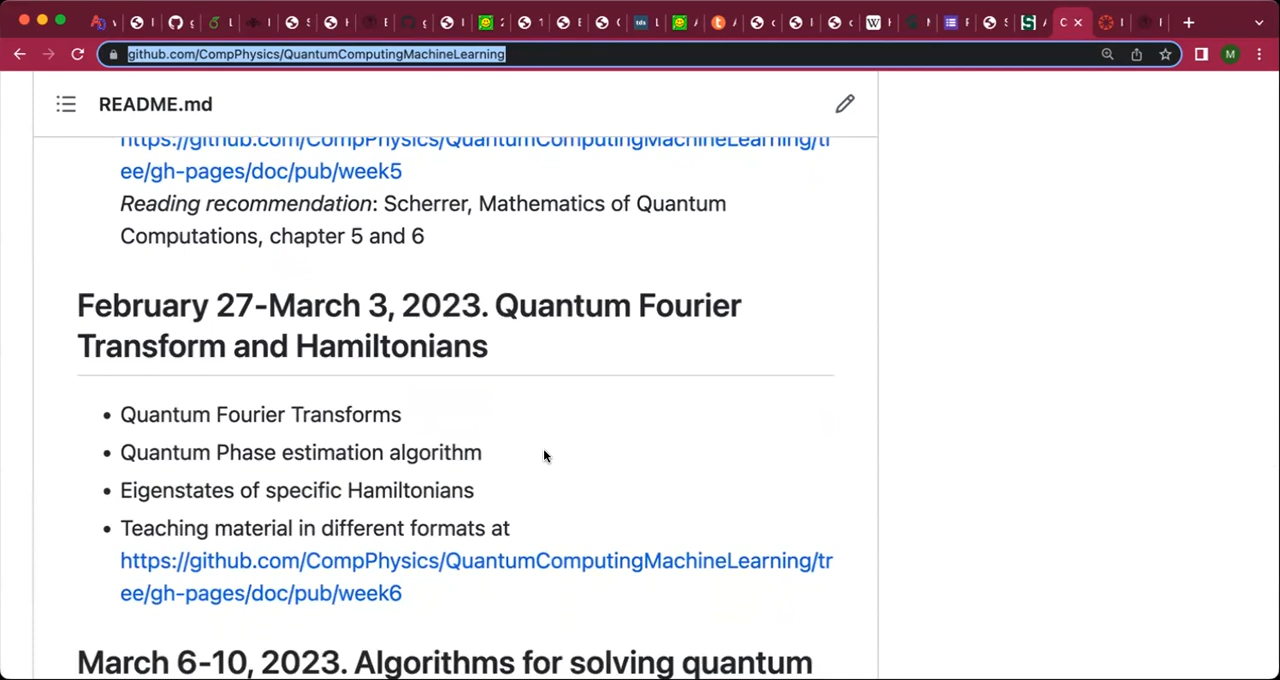 github.com/CompPhysics/QuantumComputingMachineLearning
M
README.md
https://github.com/CompPhysics/QuantumComputingMachineLearning/tr
ee/gh-pages/doc/pub/week5
Reading recommendation: Scherrer, Mathematics of Quantum
Computations, chapter 5 and 6
February 27-March 3, 2023. Quantum Fourier
Transform and Hamiltonians
• Quantum Fourier Transforms
• Quantum Phase estimation algorithm
• Eigenstates of specific Hamiltonians
• Teaching material in different formats at
https://github.com/CompPhysics/QuantumComputingMachineLearning/tr
ee/gh-pages/doc/pub/week6
March 6-10, 2023. Algorithms for solving quantum